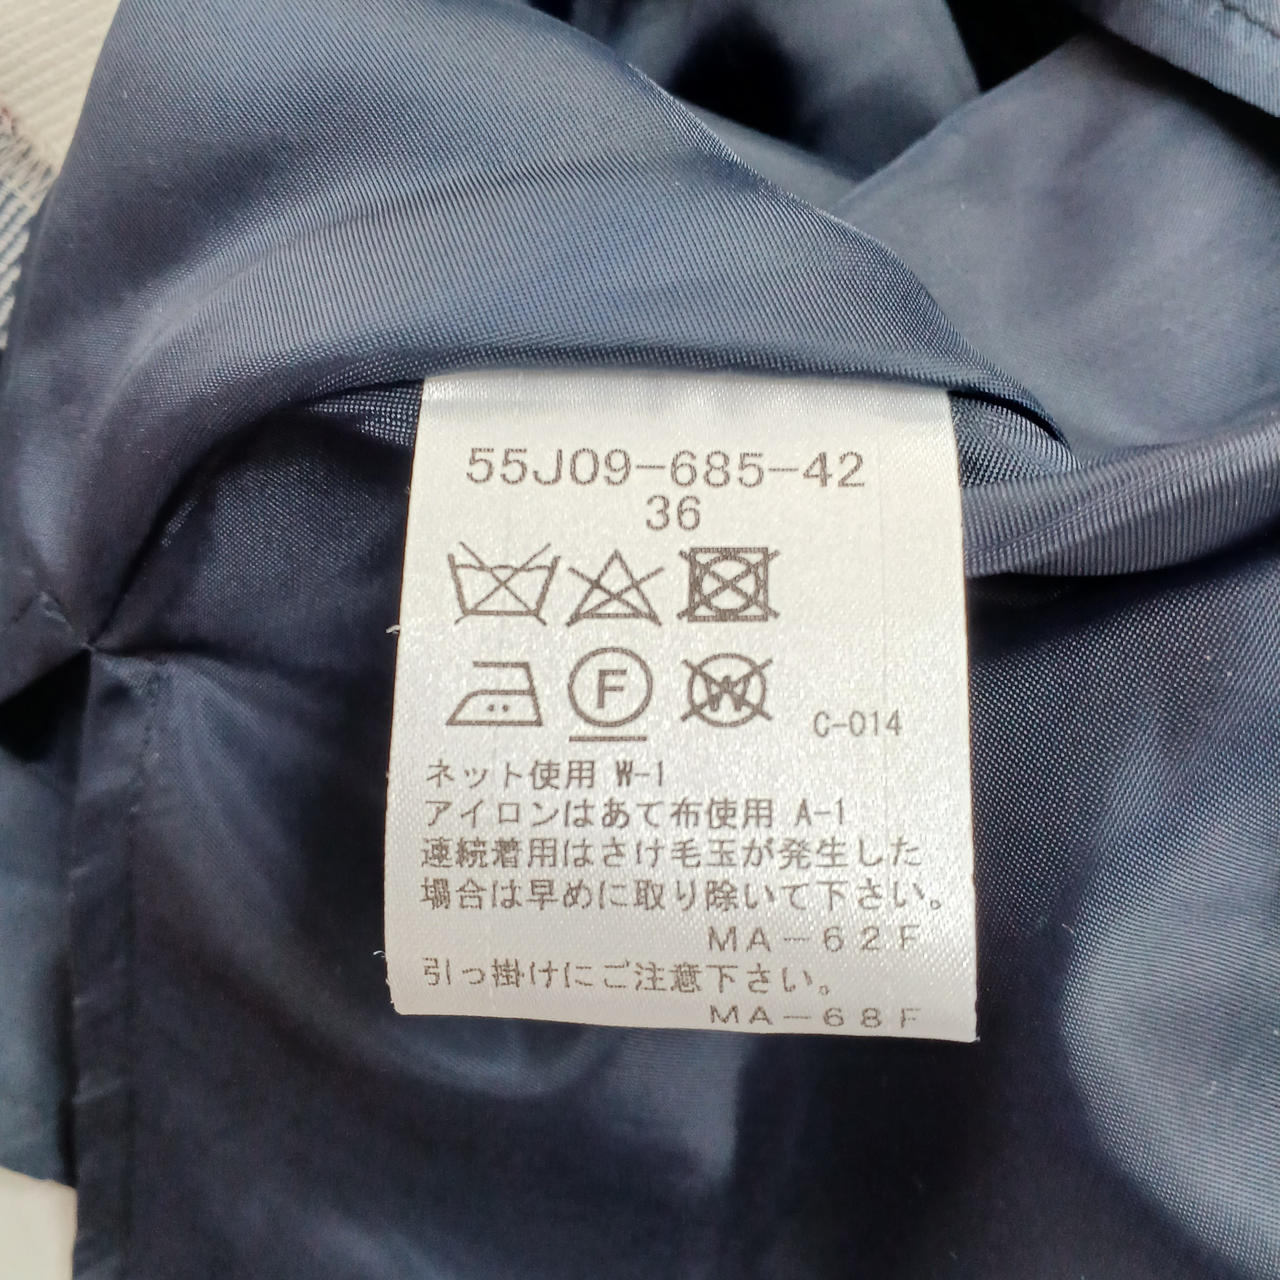 55J09-685-42
36
F
W
C-014
ネット使用 W-1
アイロンはあて布使用 A-1
連続着用はさけ毛玉が発生した
場合は早めに取り除いて下さい。
MA-62F
引っ掛けにご注意下さい。
MA-68F